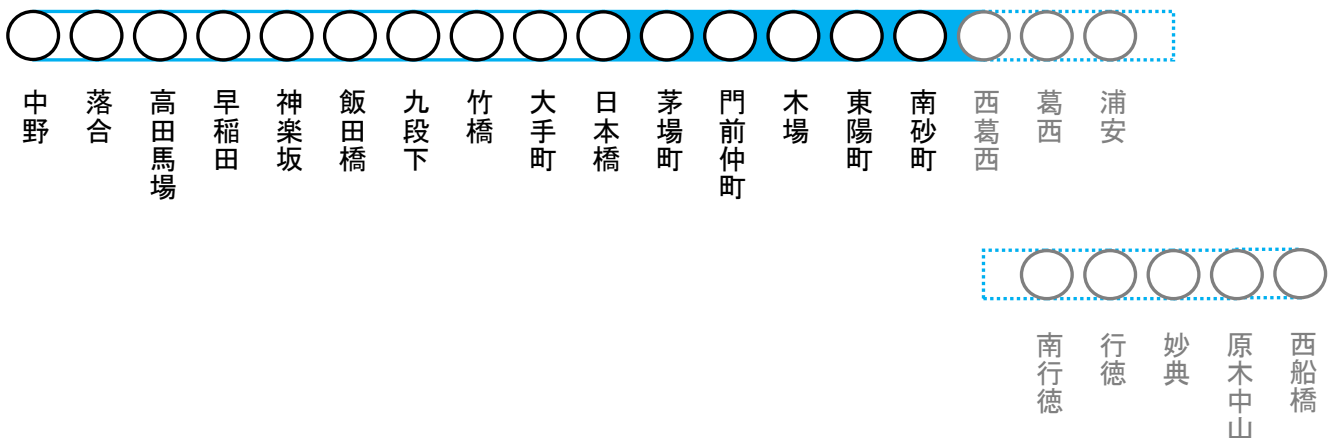 中野
落合
高田馬場
早稲田
神楽坂
飯田橋
九段下
竹橋
大手町
日本橋
茅場町
門前仲町
木場
東陽町
南砂町
西葛西
葛西
浦安
南行徳
行徳
妙典
原木中山
西船橋